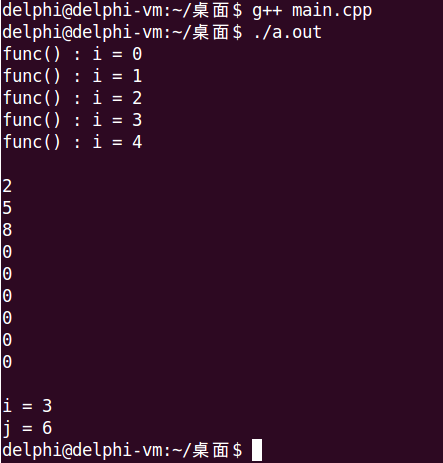 delphi@delphi-vm:~/桌面$ g++ main.cpp
delphi@delphi-vm:~/桌面$ ./a.out
func() : i = 0
func() : i = 1
func() : i = 2
func() : i = 3
func() : i = 4

2
5
8
0
0
0
0
0
0

i = 3
j = 6
delphi@delphi-vm:~/桌面$